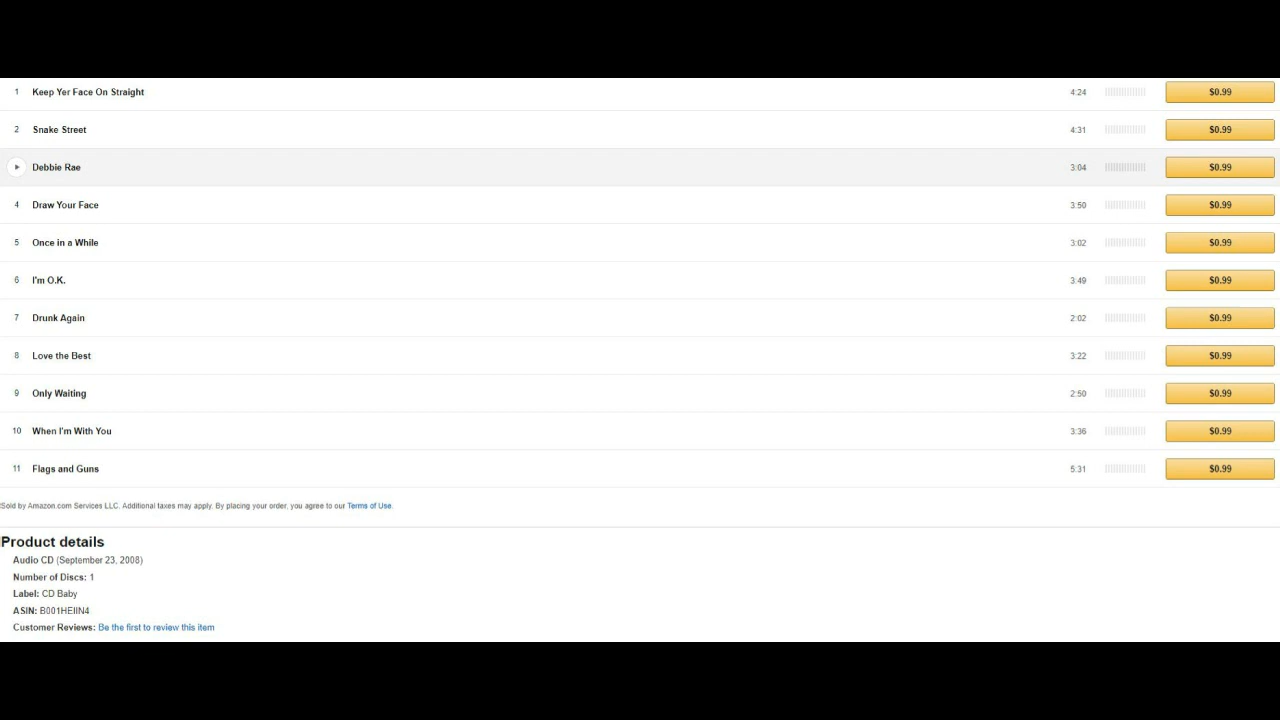 1 Keep Yer Face On Straight 4:24 $0.99
2 Snake Street 4:31 $0.99
Debbie Rae 3:04 $0.99
4 Draw Your Face 3:50 $0.99
5 Once in a While 3:02 $0.99
6 I'm O.K. 3:49 $0.99
7 Drunk Again 2:02 $0.99
8 Love the Best 3:22 $0.99
9 Only Waiting 2:50 $0.99
10 When I'm With You 3:36 $0.99
11 Flags and Guns 5:31 $0.99
Sold by Amazon.com Services LLC. Additional taxes may apply. By placing your order, you agree to our Terms of Use.
Product details
Audio CD (September 23, 2008)
Number of Discs: 1
Label: CD Baby
ASIN: B001HEIIN4
Customer Reviews: Be the first to review this item